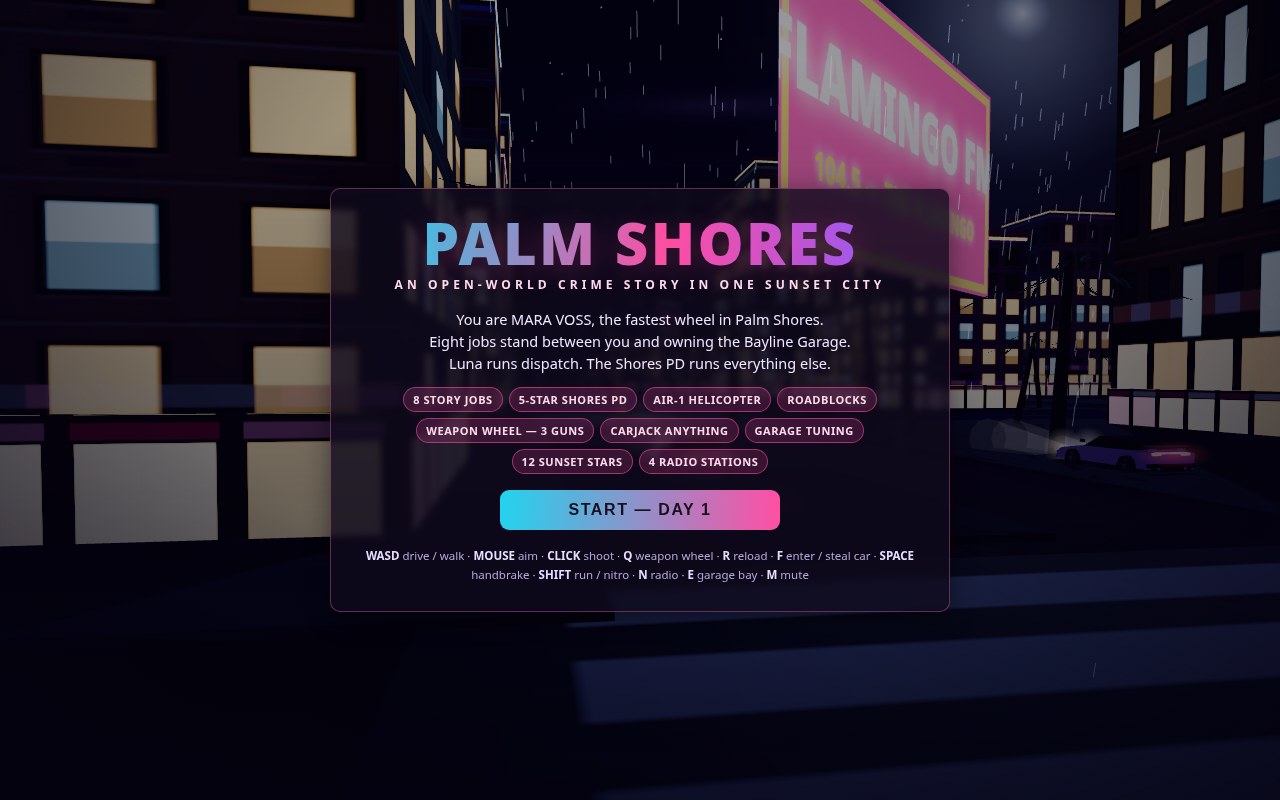 FLAMINGO FM
104.5
PALM SHORES
AN OPEN-WORLD CRIME STORY IN ONE SUNSET CITY
You are MARA VOSS, the fastest wheel in Palm Shores.
Eight jobs stand between you and owning the Bayline Garage.
Luna runs dispatch. The Shores PD runs everything else.
8 STORY JOBS 5-STAR SHORES PD AIR-1 HELICOPTER ROADBLOCKS
WEAPON WHEEL — 3 GUNS CARJACK ANYTHING GARAGE TUNING
12 SUNSET STARS 4 RADIO STATIONS
START — DAY 1
WASD drive / walk · MOUSE aim · CLICK shoot · Q weapon wheel · R reload · F enter / steal car · SPACE
handbrake · SHIFT run / nitro · N radio · E garage bay · M mute